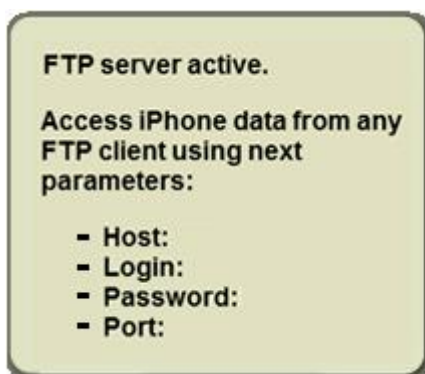 FTP server active.
Access iPhone data from any
FTP client using next
parameters:
- Host:
- Login:
- Password:
- Port: